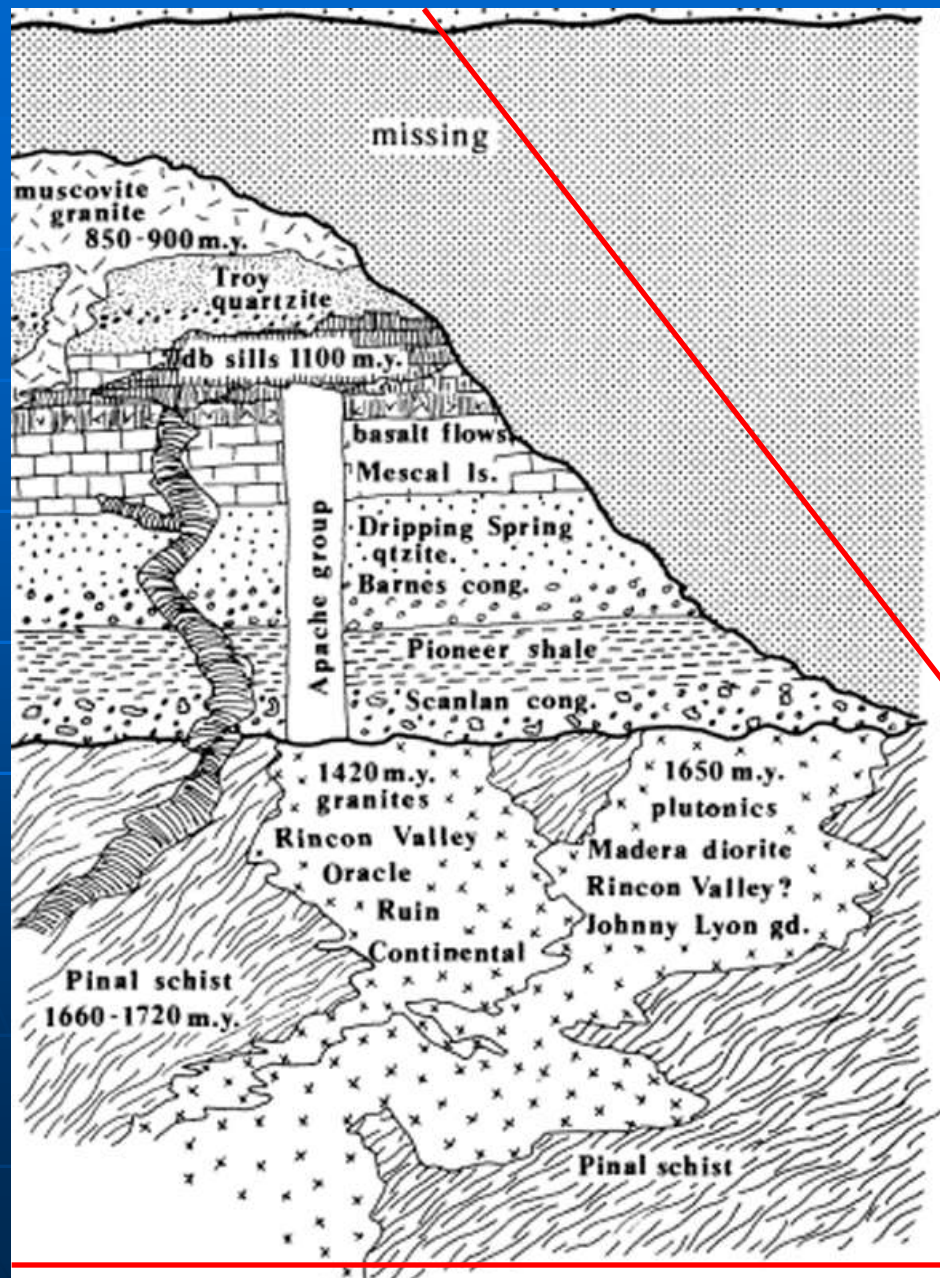 missing
muscovite
granite
850-900 m.y.
Troy
quartzite
db sills 1100 m.y.
basalt flows
Mescal ls.
Dripping Spring
qtzite.
Barnes cong.
Apache group
Pioneer shale
Scanlan cong.
1420 m.y.
granites
Rincon Valley
Oracle
Ruin
Continental
1650 m.y.
plutonics
Madera diorite
Rincon Valley?
Johnny Lyon gd.
Pinal schist
1660-1720 m.y.
Pinal schist